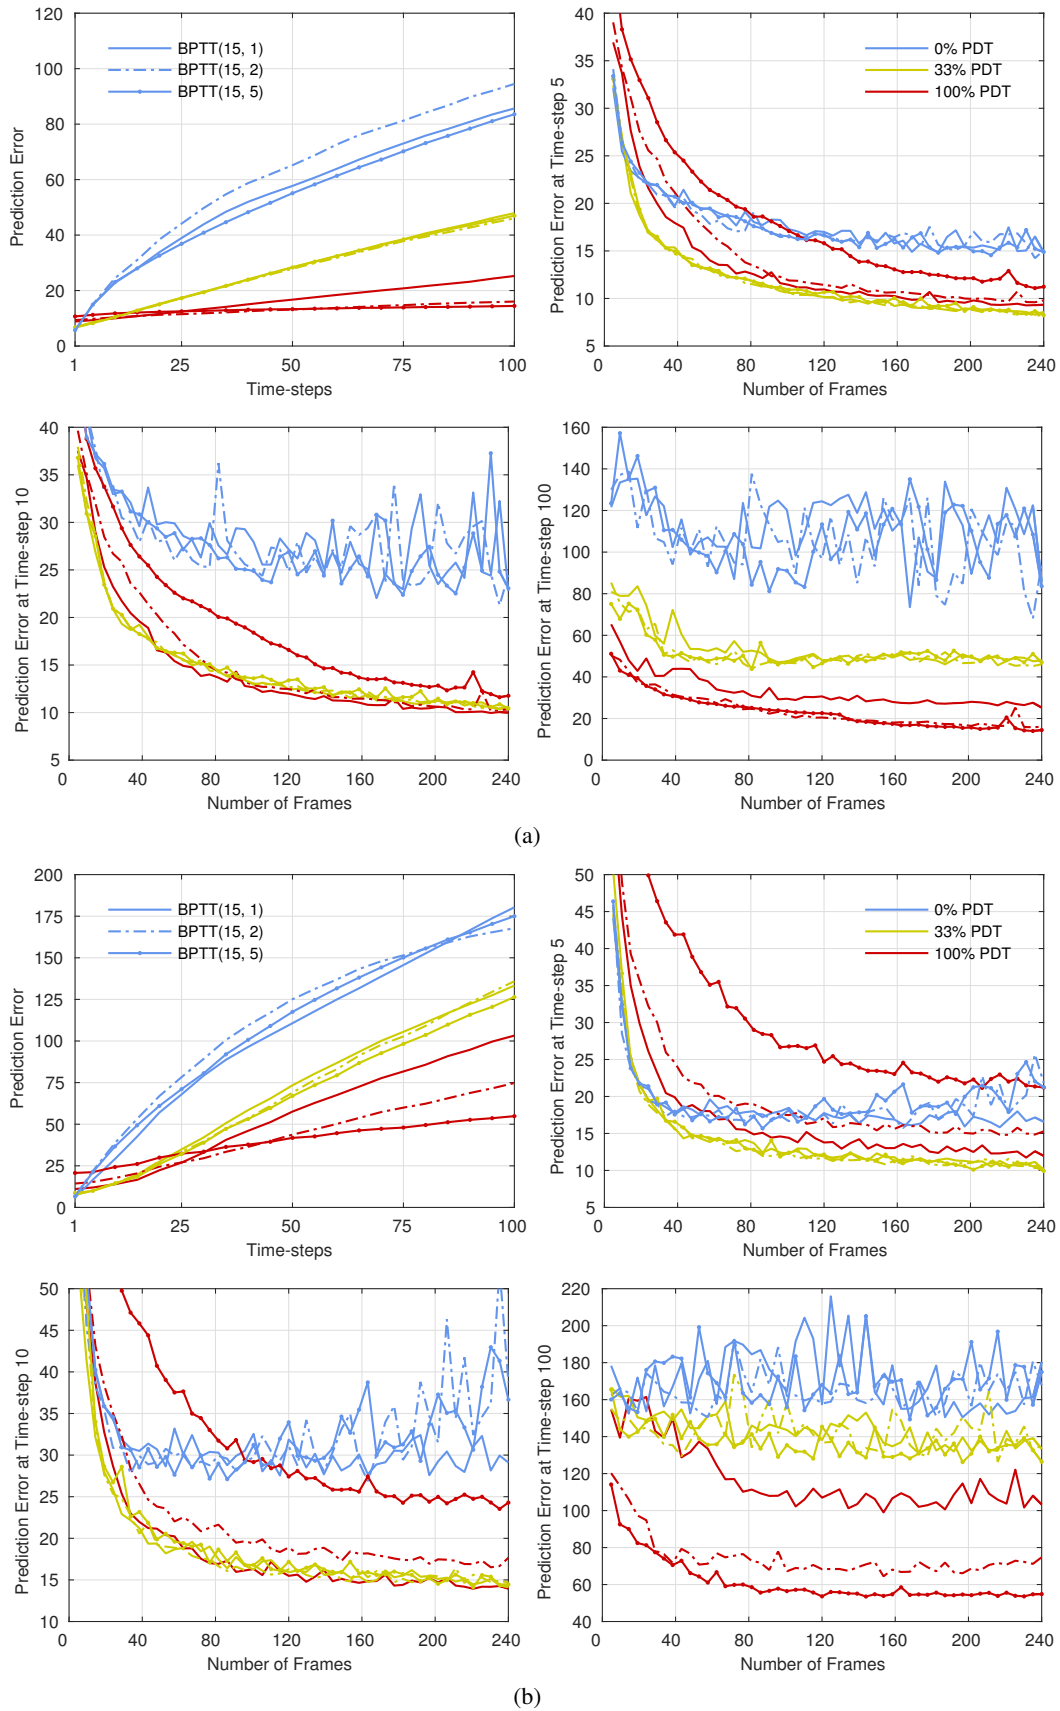 120
100
80
60
40
20
0
Prediction Error
BPTT(15, 1)
BPTT(15, 2)
BPTT(15, 5)
1 25 50 75 100
Time-steps
40
35
30
25
20
15
10
5
Prediction Error at Time-step 5
0% PDT
33% PDT
100% PDT
0 40 80 120 160 200 240
Number of Frames
40
35
30
25
20
15
10
5
Prediction Error at Time-step 10
0 40 80 120 160 200 240
Number of Frames
160
140
120
100
80
60
40
20
0
Prediction Error at Time-step 100
0 40 80 120 160 200 240
Number of Frames
(a)
200
175
150
125
100
75
50
25
0
Prediction Error
BPTT(15, 1)
BPTT(15, 2)
BPTT(15, 5)
1 25 50 75 100
Time-steps
50
45
40
35
30
25
20
15
10
5
Prediction Error at Time-step 5
0% PDT
33% PDT
100% PDT
0 40 80 120 160 200 240
Number of Frames
50
45
40
35
30
25
20
15
10
Prediction Error at Time-step 10
0 40 80 120 160 200 240
Number of Frames
220
200
180
160
140
120
100
80
60
40
Prediction Error at Time-step 100
0 40 80 120 160 200 240
Number of Frames
(b)